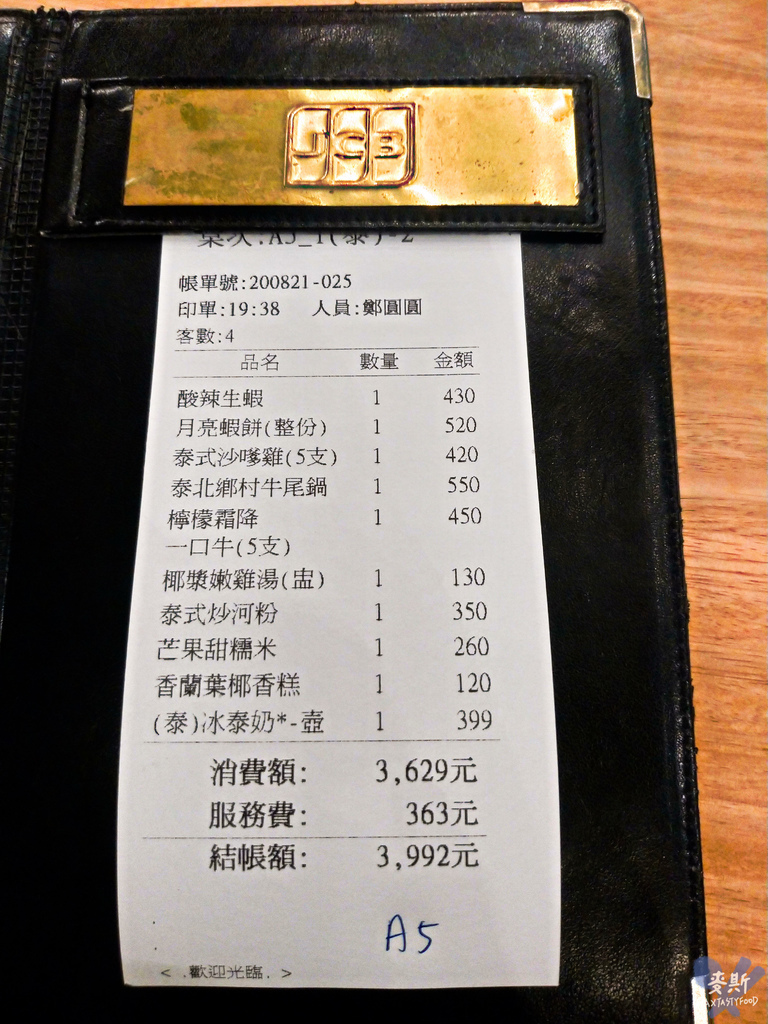 JCB
桌次:A5_1(泰)-2
帳單號:200821-025
印單:19:38 人員:鄭圓圓
客數:4
品名 數量 金額
酸辣生蝦 1 430
月亮蝦餅(整份) 1 520
泰式沙嗲雞(5支) 1 420
泰北鄉村牛尾鍋 1 550
檸檬霜降 1 450
一口牛(5支)
椰漿嫩雞湯(盅) 1 130
泰式炒河粉 1 350
芒果甜糯米 1 260
香蘭葉椰香糕 1 120
(泰)冰泰奶*-壺 1 399
消費額: 3,629元
服務費: 363元
結帳額: 3,992元
A5
< .歡迎光臨. >
麥斯